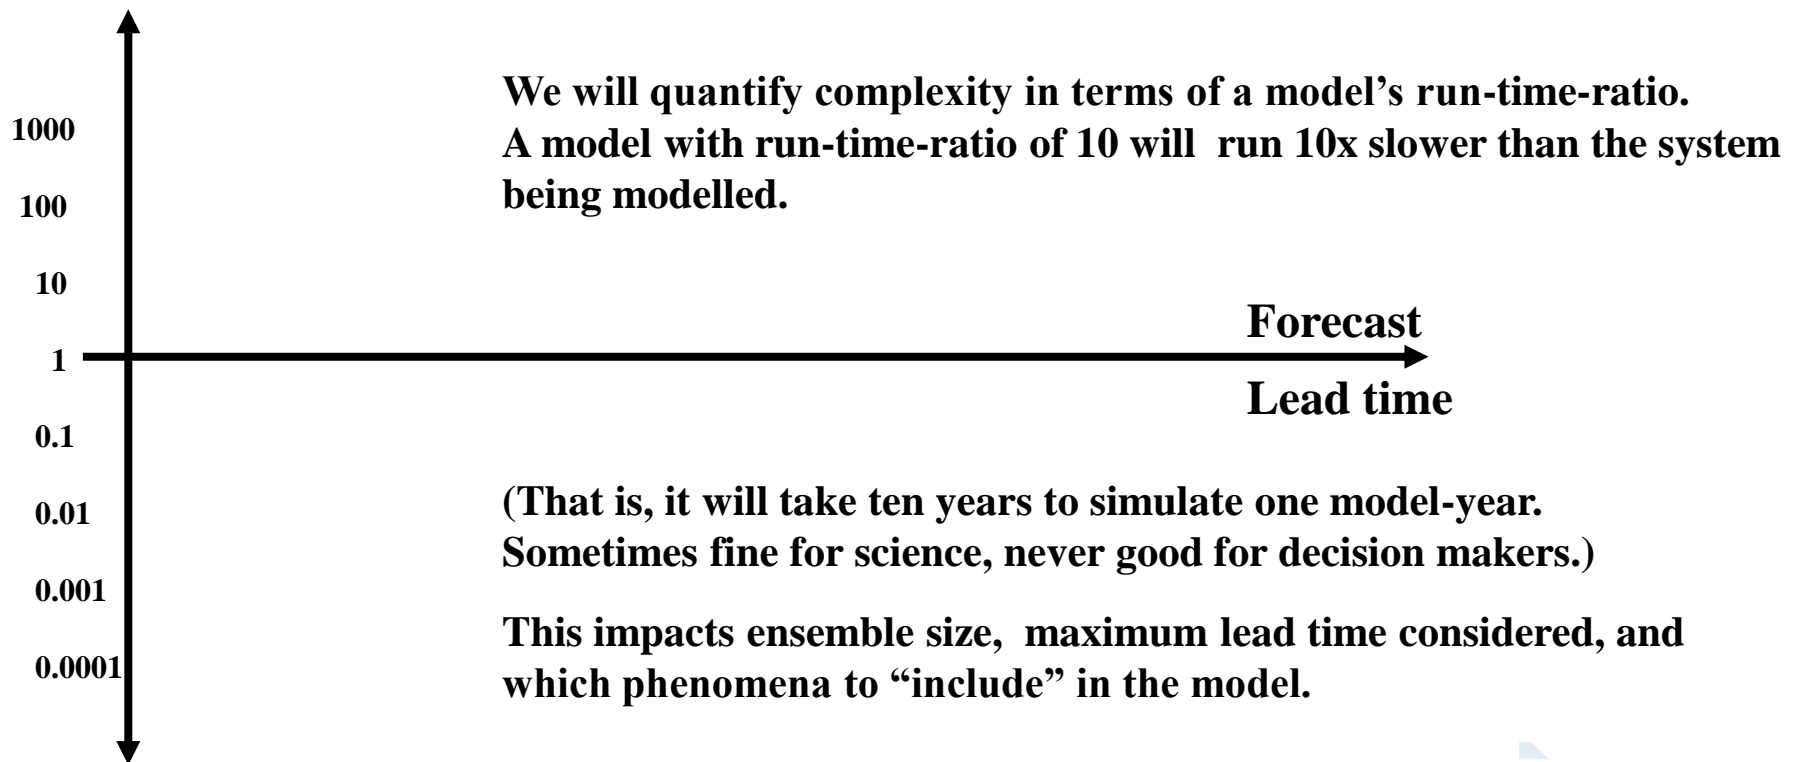 We will quantify complexity in terms of a model’s run-time-ratio.
A model with run-time-ratio of 10 will  run 10x slower than the system
being modelled.
1000
100
10
1
0.1
0.01
0.001
0.0001
Forecast
Lead time
(That is, it will take ten years to simulate one model-year.
Sometimes fine for science, never good for decision makers.)
This impacts ensemble size,  maximum lead time considered, and
which phenomena to “include” in the model.